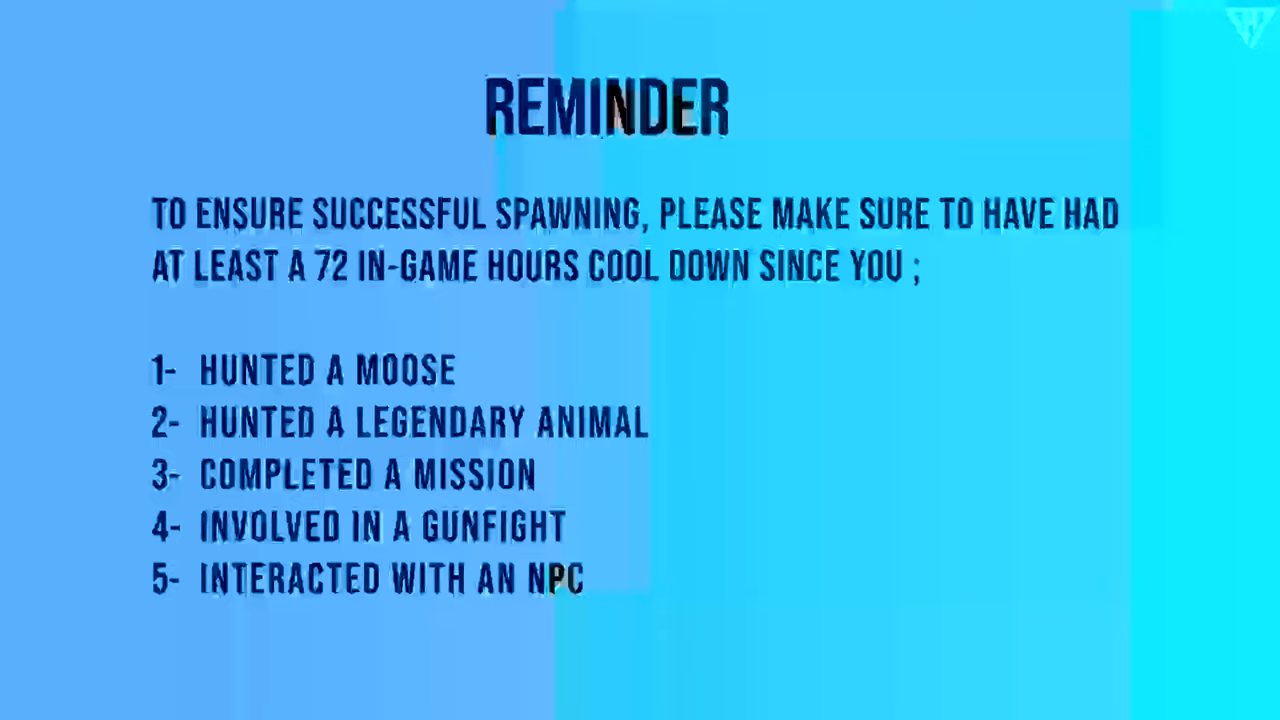 REMINDER
TO ENSURE SUCCESSFUL SPAWNING, PLEASE MAKE SURE TO HAVE HAD
AT LEAST A 72 IN-GAME HOURS COOL DOWN SINCE YOU ;
1- HUNTED A MOOSE
2- HUNTED A LEGENDARY ANIMAL
3- COMPLETED A MISSION
4- INVOLVED IN A GUNFIGHT
5- INTERACTED WITH AN NPC